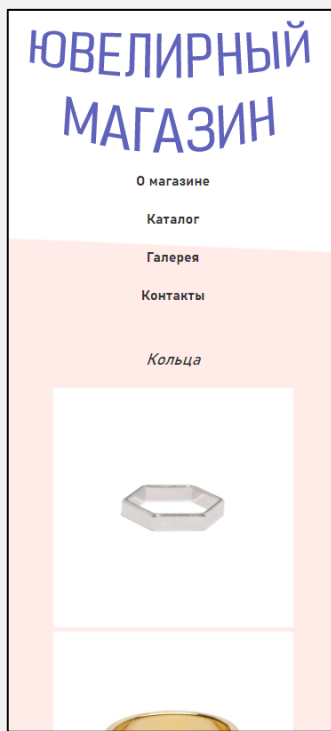 ЮВЕЛИРНЫЙ
МАГАЗИН
О магазине
Каталог
Галерея
Контакты
Кольца